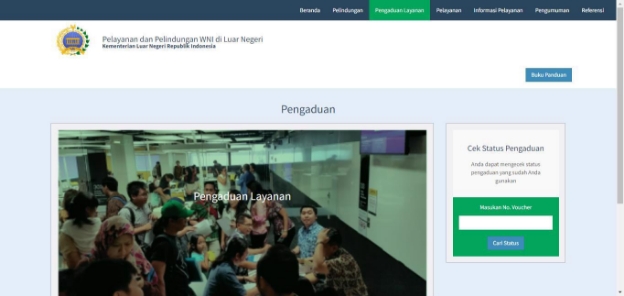 Beranda Pelindungan Pengaduan Layanan Pelayanan Informasi Pelayanan Pengumuman Referensi
Pelayanan dan Pelindungan WNI di Luar Negeri
Kementerian Luar Negeri Republik Indonesia
Buku Panduan
Pengaduan
Pengaduan Layanan
Cek Status Pengaduan
Anda dapat mengecek status
pengaduan yang sudah Anda
gunakan
Masukan No. Voucher
Cari Status